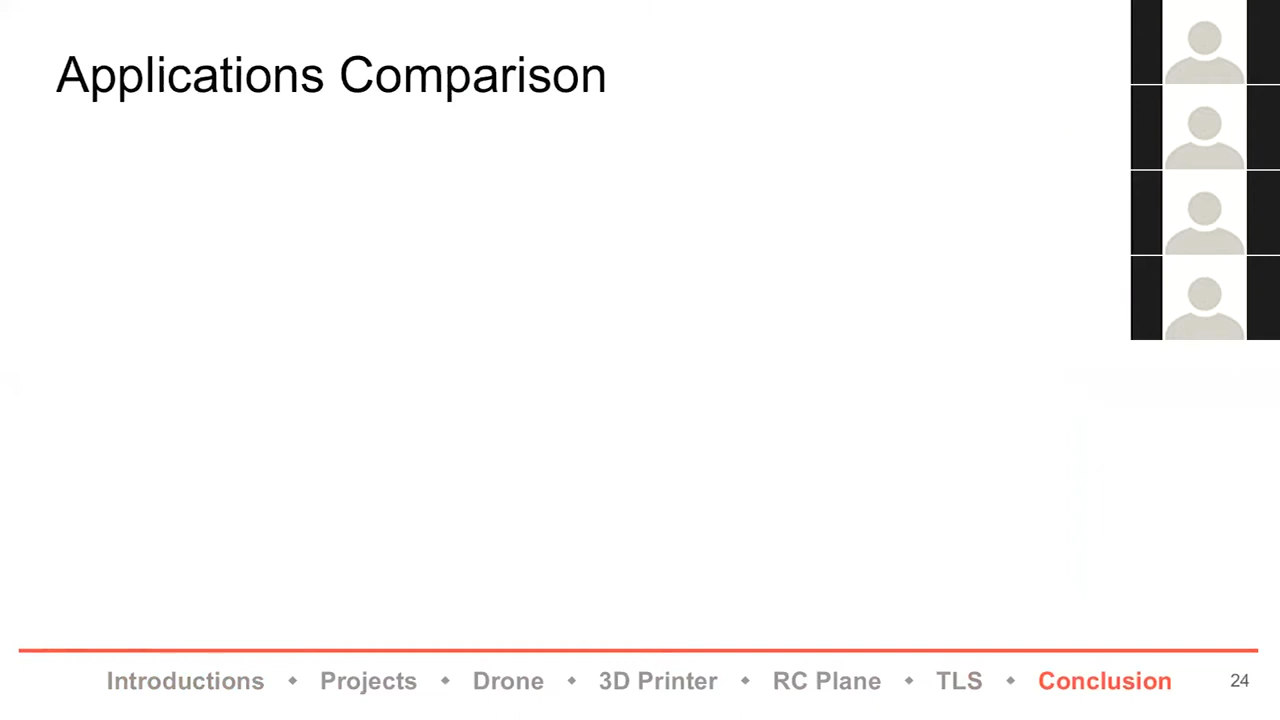 Applications Comparison
Introductions ◆ Projects ◆ Drone ◆ 3D Printer ◆ RC Plane ◆ TLS ◆ Conclusion 24